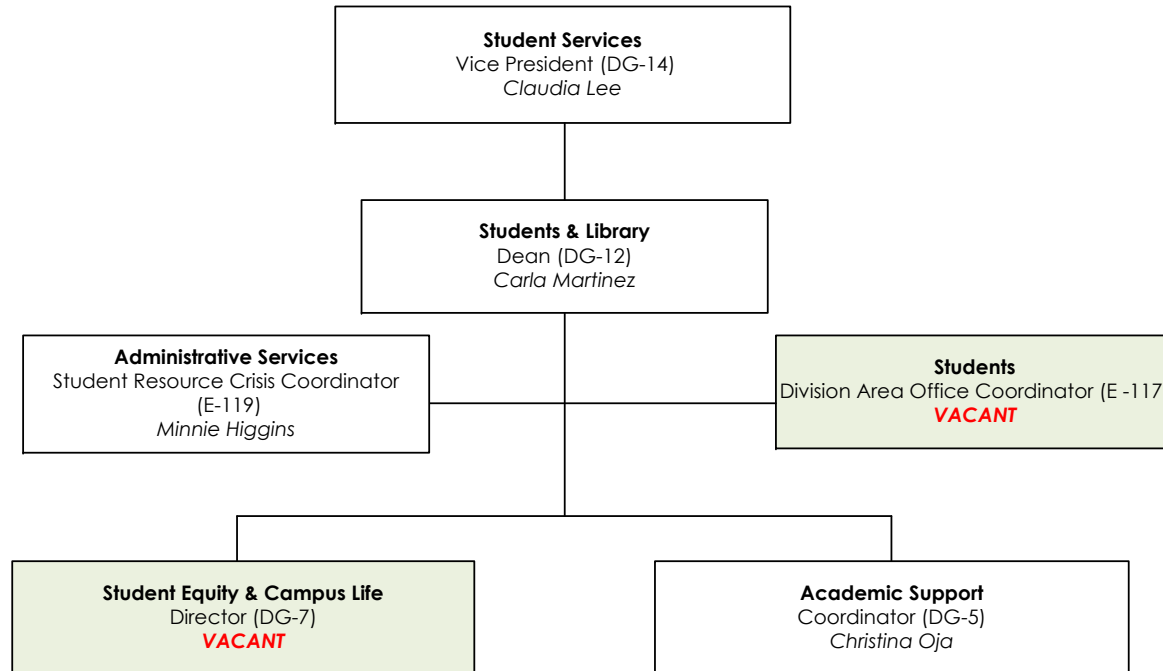 Student Services
Vice President (DG-14)
Claudia Lee
Students & Library
Dean (DG-12)
Carla Martinez
Administrative Services
Student Resource Crisis Coordinator
(E-119)
Minnie Higgins
Students
Division Area Office Coordinator (E -117
VACANT
Student Equity & Campus Life
Director (DG-7)
VACANT
Academic Support
Coordinator (DG-5)
Christina Oja